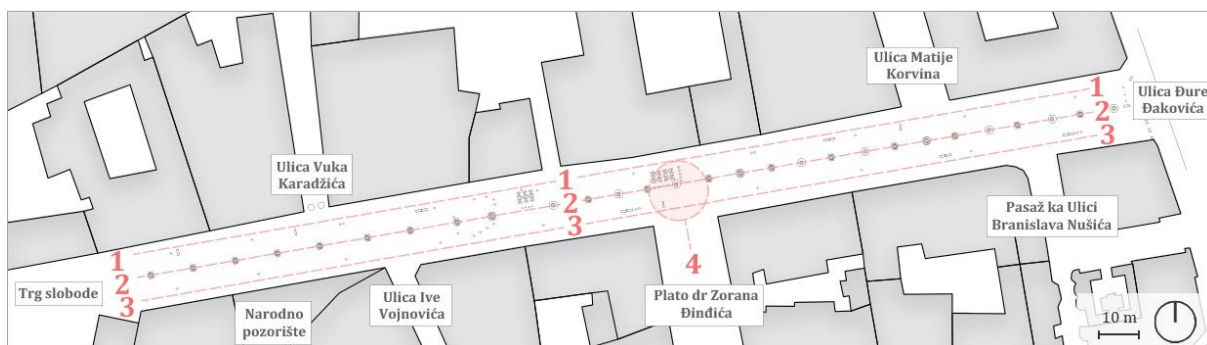 Ulica Matije
Korvina
1
2
3
Ulica Đure
Đakovića
Ulica Vuka
Karadžića
1
2
3
Pasaž ka Ulici
Branislava Nušića
1
2
3
Trg slobode
4
Narodno
pozorište
Ulica Ive
Vojnovića
Plato dr Zorana
Đinđića
10 m